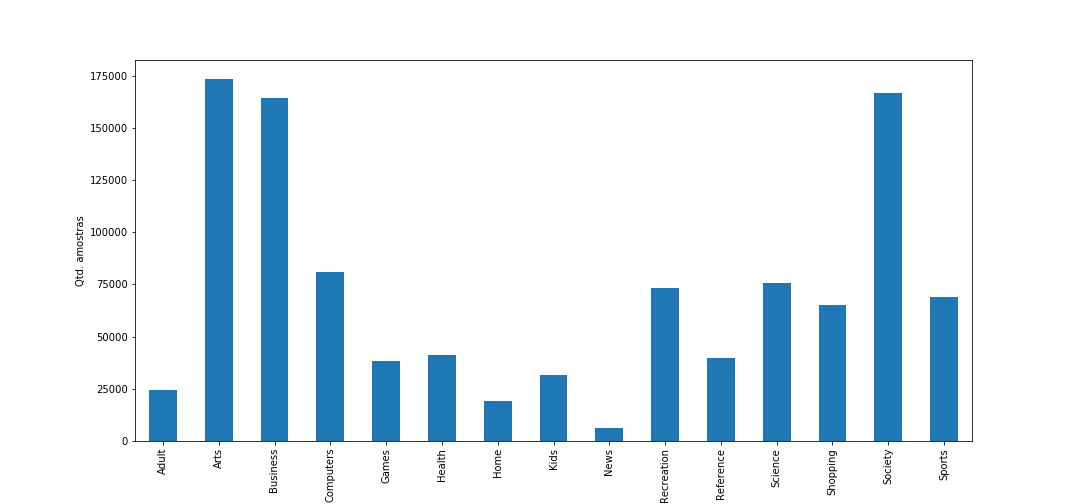 175000
150000
125000
100000
75000
50000
25000
0
Qtd. amostras
Adult
Arts
Business
Computers
Games
Health
Home
Kids
News
Recreation
Reference
Science
Shopping
Society
Sports